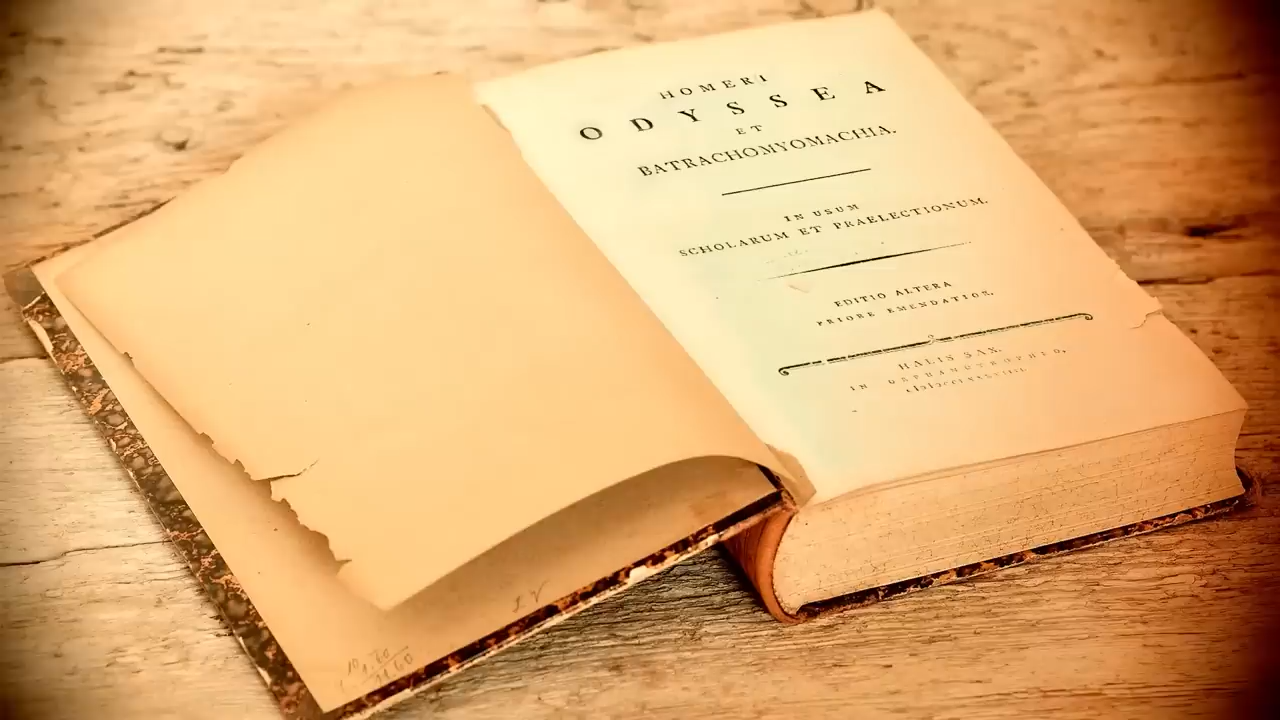 HOMERI
ODYSSEA
ET
BATRACHOMYOMACHIA.
IN USUM
SCHOLARUM ET PRAELECTIONUM.
EDITIO ALTERA
PRIORE EMENDATIOR.
HALIS SAX.
IN ORPHANOTROPHEO,